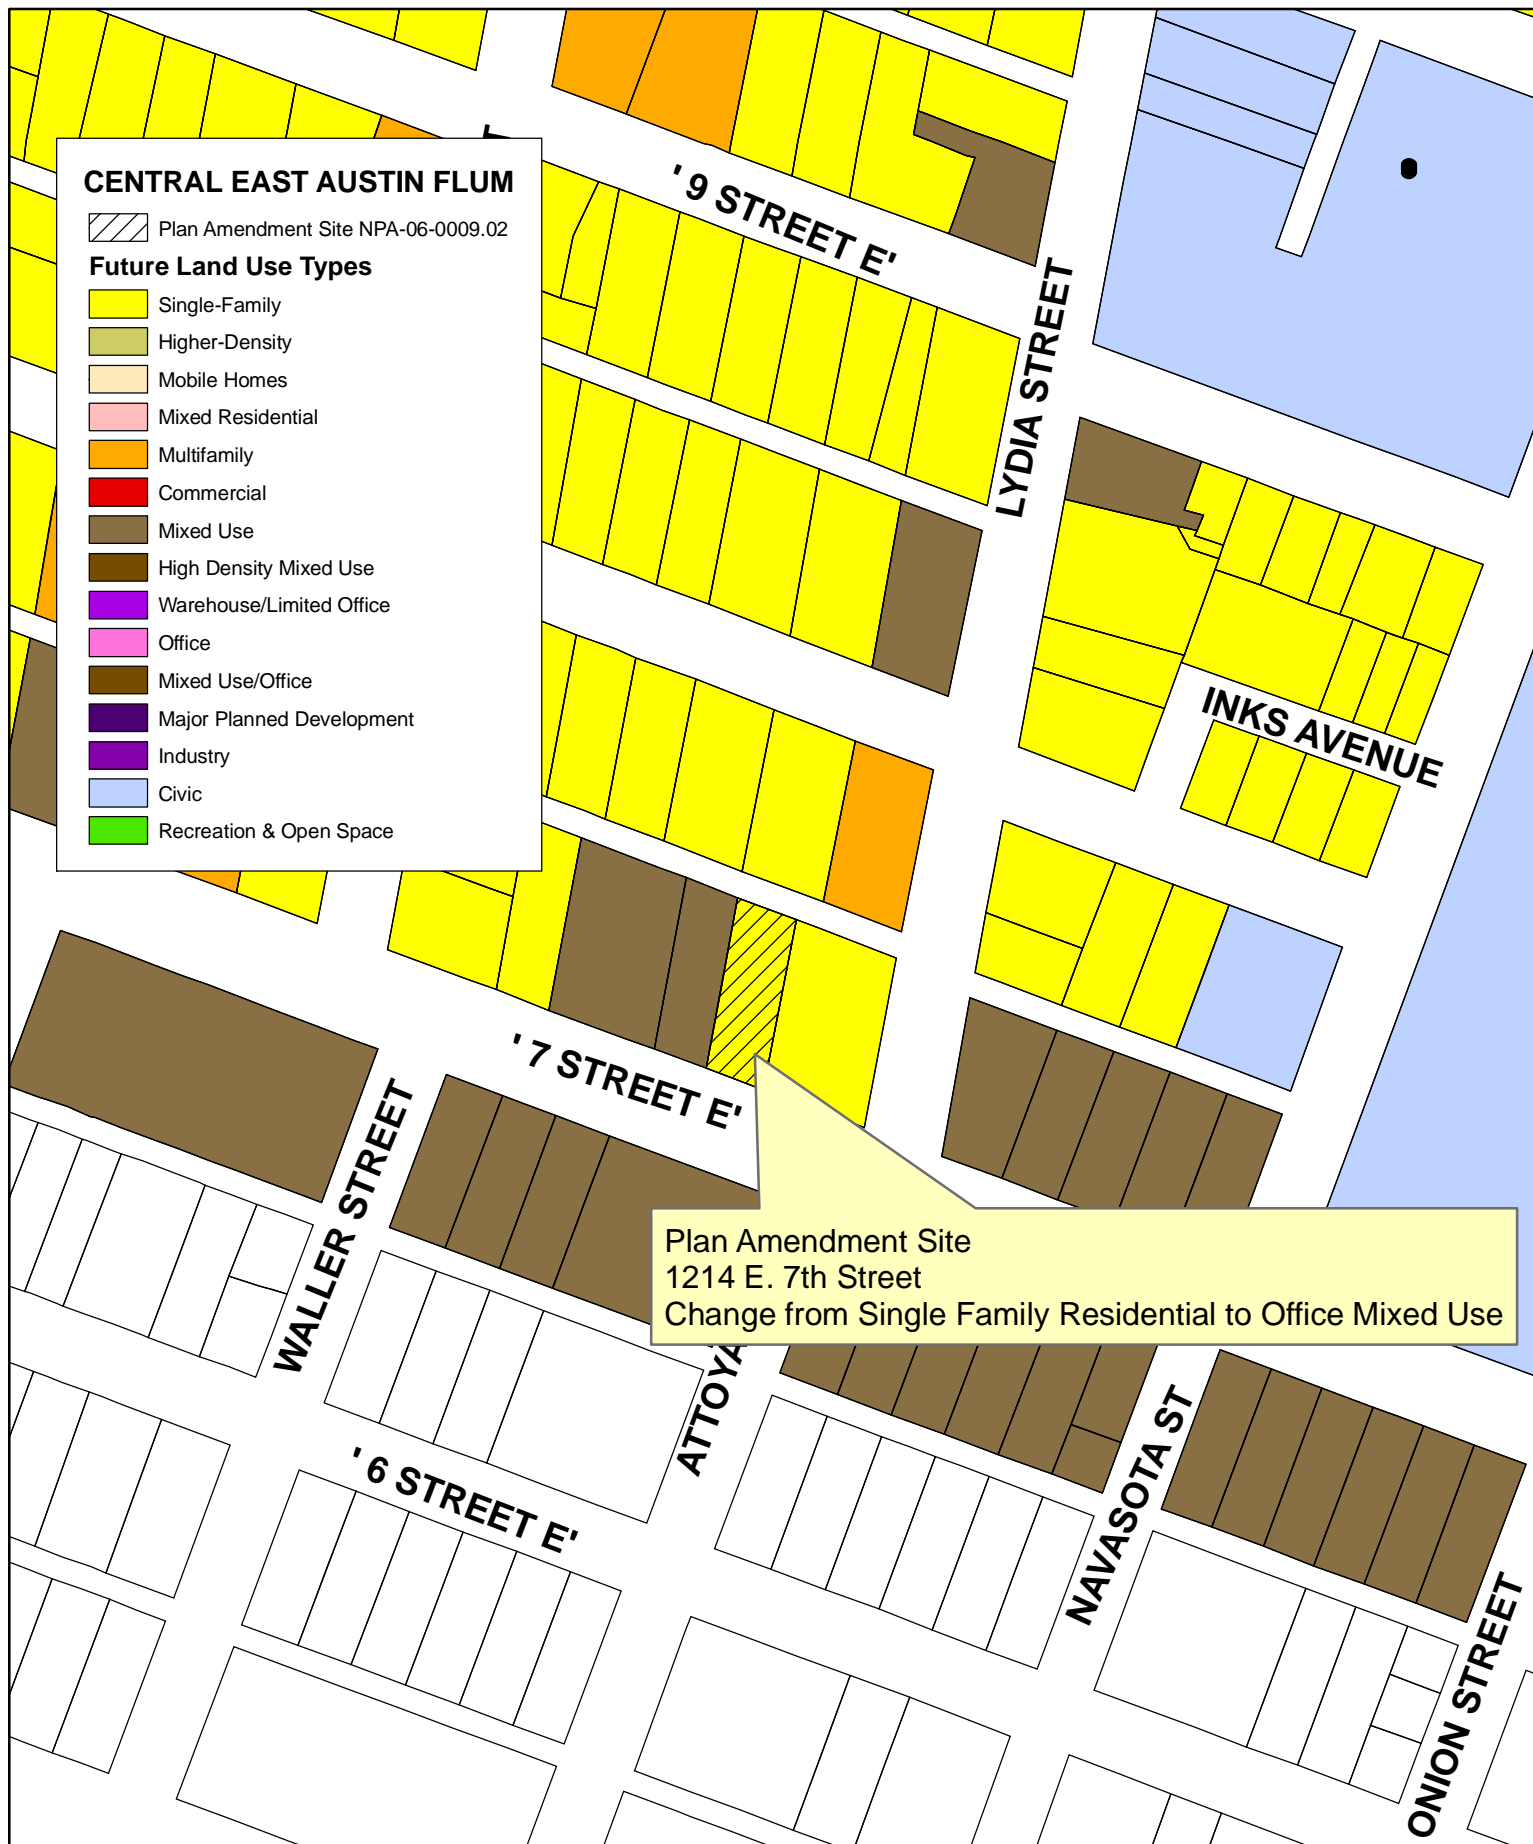 CENTRAL EAST AUSTIN FLUM
Plan Amendment Site NPA-06-0009.02
Future Land Use Types
Single-Family
Higher-Density
Mobile Homes
Mixed Residential
Multifamily
Commercial
Mixed Use
High Density Mixed Use
Warehouse/Limited Office
Office
Mixed Use/Office
Major Planned Development
Industry
Civic
Recreation & Open Space
' 9 STREET E'
LYDIA STREET
INKS AVENUE
' 7 STREET E'
WALLER STREET
Plan Amendment Site
1214 E. 7th Street
Change from Single Family Residential to Office Mixed Use
ATTOYA
NAVASOTA ST
' 6 STREET E'
ONION STREET